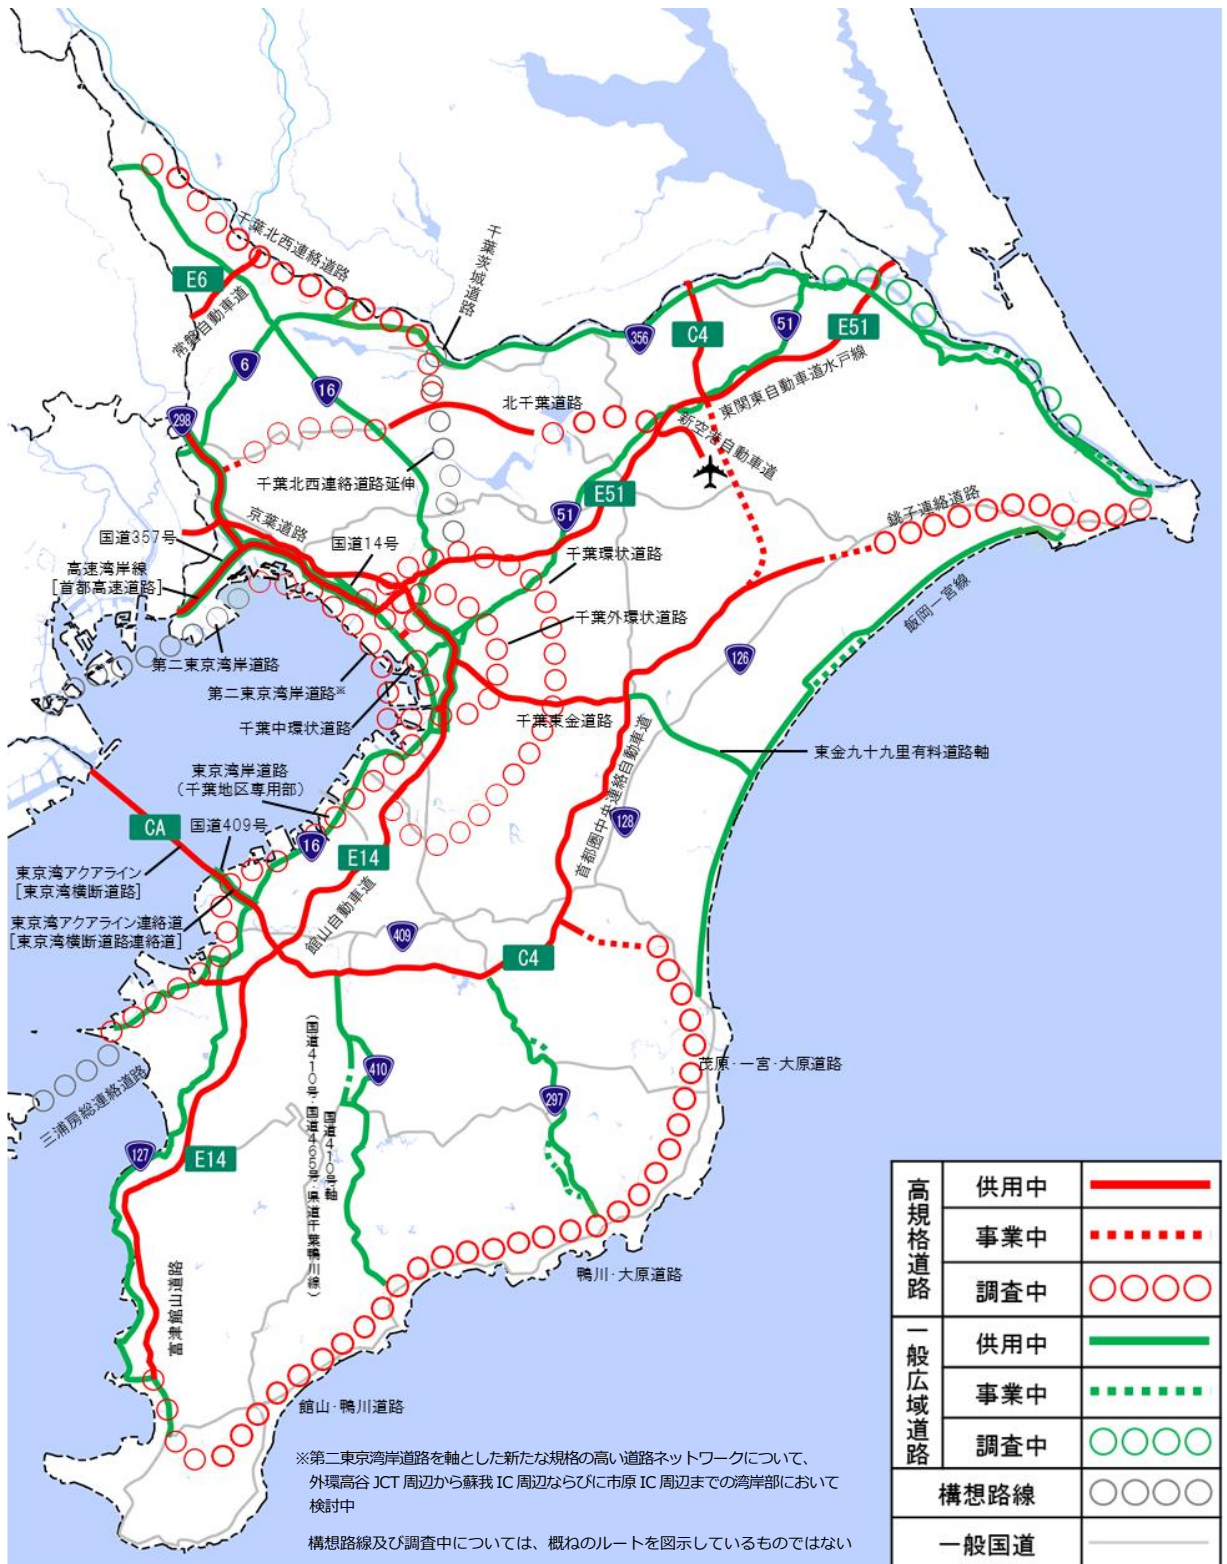 千葉北西連絡道路
E6
常磐自動車道
千葉茨城道路
356
C4
51
E51
6
16
298
北千葉道路
東関東自動車道水戸線
新空港自動車道
千葉北西連絡道路延伸
E51
51
京葉道路
国道357号
国道14号
高速湾岸線
[首都高速道路]
千葉環状道路
銚子連絡道路
千葉外環状道路
飯岡一宮線
126
第二東京湾岸道路
第二東京湾岸道路※
千葉中環状道路
千葉東金道路
東金九十九里有料道路軸
東京湾岸道路
(千葉地区専用部)
首都圏中央連絡自動車道
128
CA
国道409号
16
E14
東京湾アクアライン
[東京湾横断道路]
東京湾アクアライン連絡道
[東京湾横断道路連絡道]
館山自動車道
409
C4
国道410号軸
(国道410号・国道465号・県道千葉鴨川線)
410
297
茂原・一宮・大原道路
三浦房総連絡道路
127
E14
富津館山道路
鴨川・大原道路
館山・鴨川道路
高規格道路
供用中
事業中
調査中
一般広域道路
供用中
事業中
調査中
構想路線
一般国道
※第二東京湾岸道路を軸とした新たな規格の高い道路ネットワークについて、
外環高谷 JCT 周辺から蘇我 IC 周辺ならびに市原 IC 周辺までの湾岸部において
検討中
構想路線及び調査中については、概ねのルートを図示しているものではない